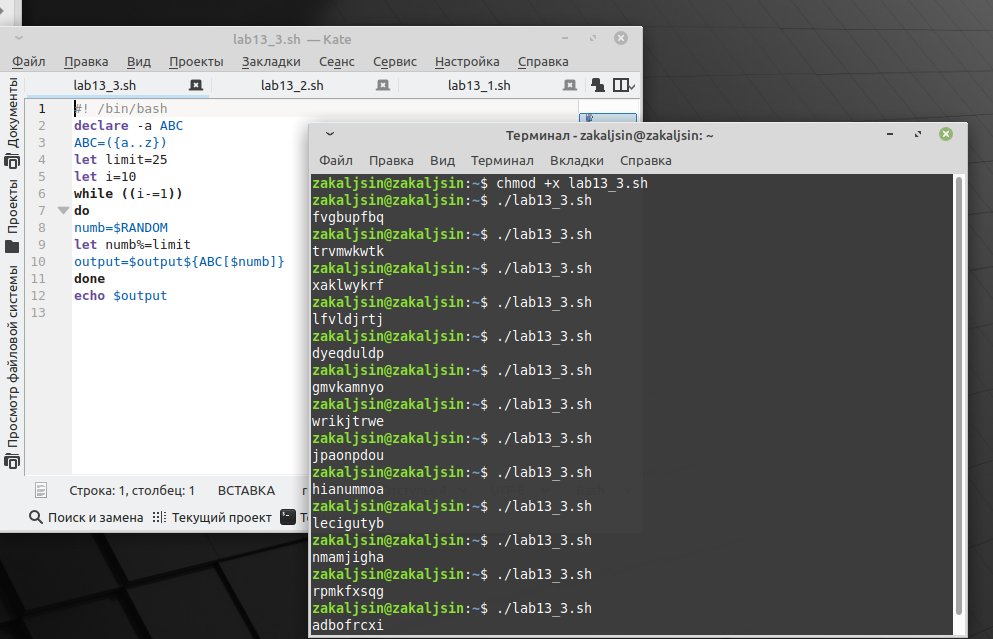 lab13_3.sh — Kate
Файл Правка Вид Проекты Закладки Сеанс Сервис Настройка Справка
lab13_3.sh lab13_2.sh lab13_1.sh
Документы
Проекты
Просмотр файловой системы
1 #! /bin/bash
2 declare -a ABC
3 ABC=({a..z})
4 let limit=25
5 let i=10
6 while ((i-=1))
7 do
8 numb=$RANDOM
9 let numb%=limit
10 output=$output${ABC[$numb]}
11 done
12 echo $output
13
Строка: 1, столбец: 1 ВСТАВКА
Поиск и замена Текущий проект
Терминал - zakaljsin@zakaljsin: ~
Файл Правка Вид Терминал Вкладки Справка
zakaljsin@zakaljsin:~$ chmod +x lab13_3.sh
zakaljsin@zakaljsin:~$ ./lab13_3.sh
fvgbupfbq
zakaljsin@zakaljsin:~$ ./lab13_3.sh
trvmwkwtk
zakaljsin@zakaljsin:~$ ./lab13_3.sh
xaklwykrf
zakaljsin@zakaljsin:~$ ./lab13_3.sh
lfvldjrtj
zakaljsin@zakaljsin:~$ ./lab13_3.sh
dyeqduldp
zakaljsin@zakaljsin:~$ ./lab13_3.sh
gmvkamnyo
zakaljsin@zakaljsin:~$ ./lab13_3.sh
wrikjtrwe
zakaljsin@zakaljsin:~$ ./lab13_3.sh
jpaonpdou
zakaljsin@zakaljsin:~$ ./lab13_3.sh
hianummoa
zakaljsin@zakaljsin:~$ ./lab13_3.sh
lecigutyb
zakaljsin@zakaljsin:~$ ./lab13_3.sh
nmamjigha
zakaljsin@zakaljsin:~$ ./lab13_3.sh
rpmkfxsqg
zakaljsin@zakaljsin:~$ ./lab13_3.sh
adbofrcxi